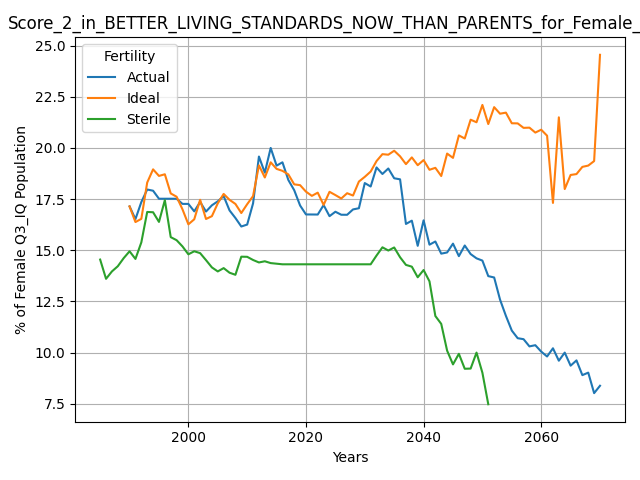 Score_2_in_BETTER_LIVING_STANDARDS_NOW_THAN_PARENTS_for_Female_
Fertility
Actual
Ideal
Sterile
% of Female Q3_IQ Population
25.0
22.5
20.0
17.5
15.0
12.5
10.0
7.5
2000
2020
2040
2060
Years